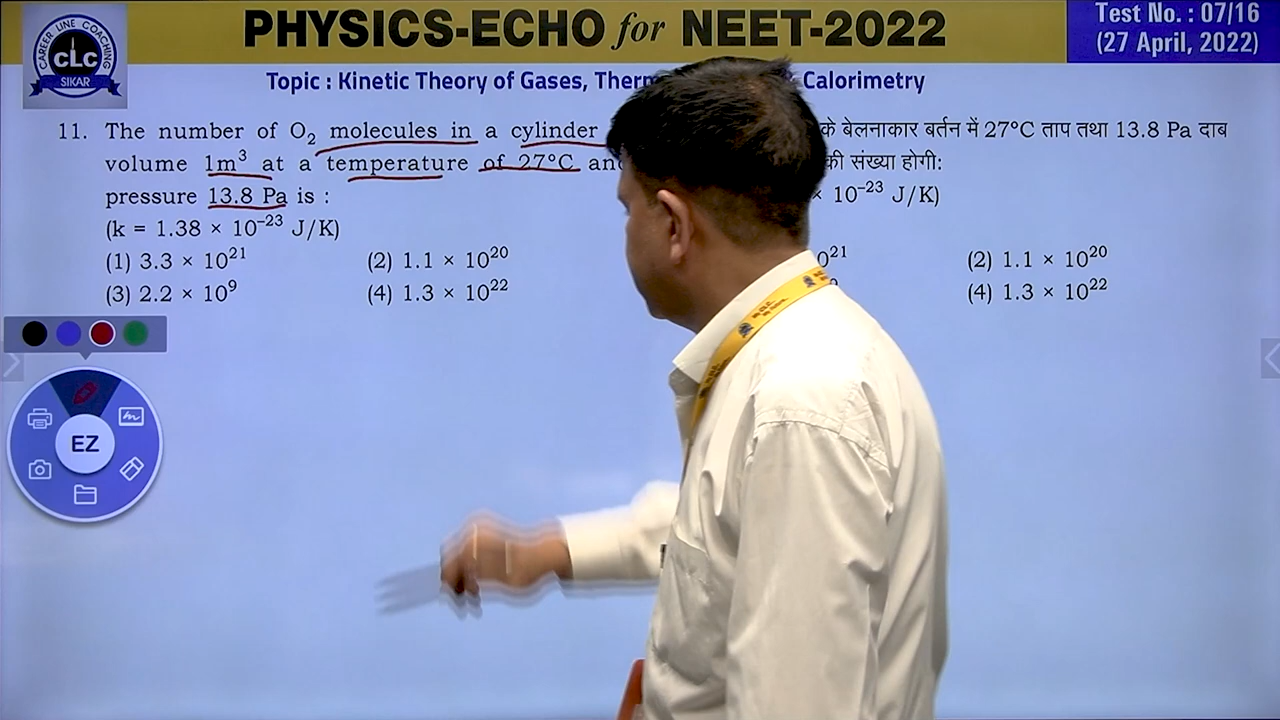 PHYSICS-ECHO for NEET-2022
Test No. : 07/16
(27 April, 2022)
CAREER LINE COACHING
CLC
SIKAR
Topic : Kinetic Theory of Gases, Calorimetry
11. The number of O₂ molecules in a cylinder
volume 1m³ at a temperature of 27°C
pressure 13.8 Pa is :
(k = 1.38 × 10⁻²³ J/K)
(1) 3.3 × 10²¹ (2) 1.1 × 10²⁰
(3) 2.2 × 10⁹ (4) 1.3 × 10²²
के बेलनाकार बर्तन में 27°C ताप तथा 13.8 Pa दाब
की संख्या होगी:
× 10⁻²³ J/K)
(2) 1.1 × 10²⁰
(4) 1.3 × 10²²
EZ